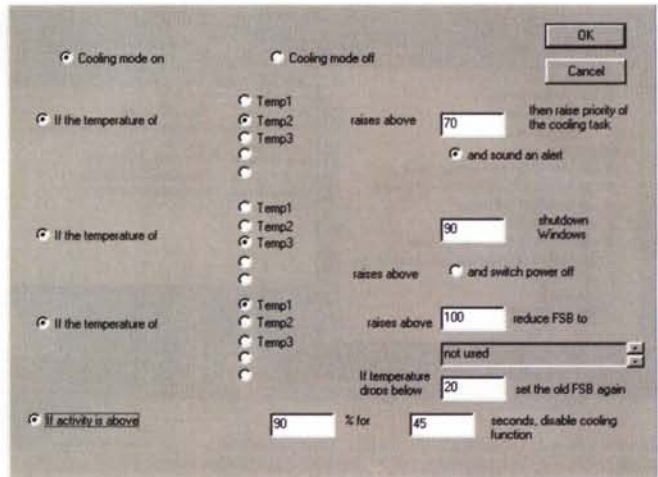 OK
Cooling mode on
Cooling mode off
Cancel
Temp1
If the temperature of
Temp2
raises above
70
then raise priority of
the cooling task
Temp3
and sound an alert
Temp1
Temp2
90
shutdown
Windows
If the temperature of
Temp3
raises above
and switch power off
Temp1
If the temperature of
Temp2
raises above
100
reduce FSB to
Temp3
not used
If temperature
drops below
20
set the old FSB again
If activity is above
90
% for
45
seconds, disable cooling
function